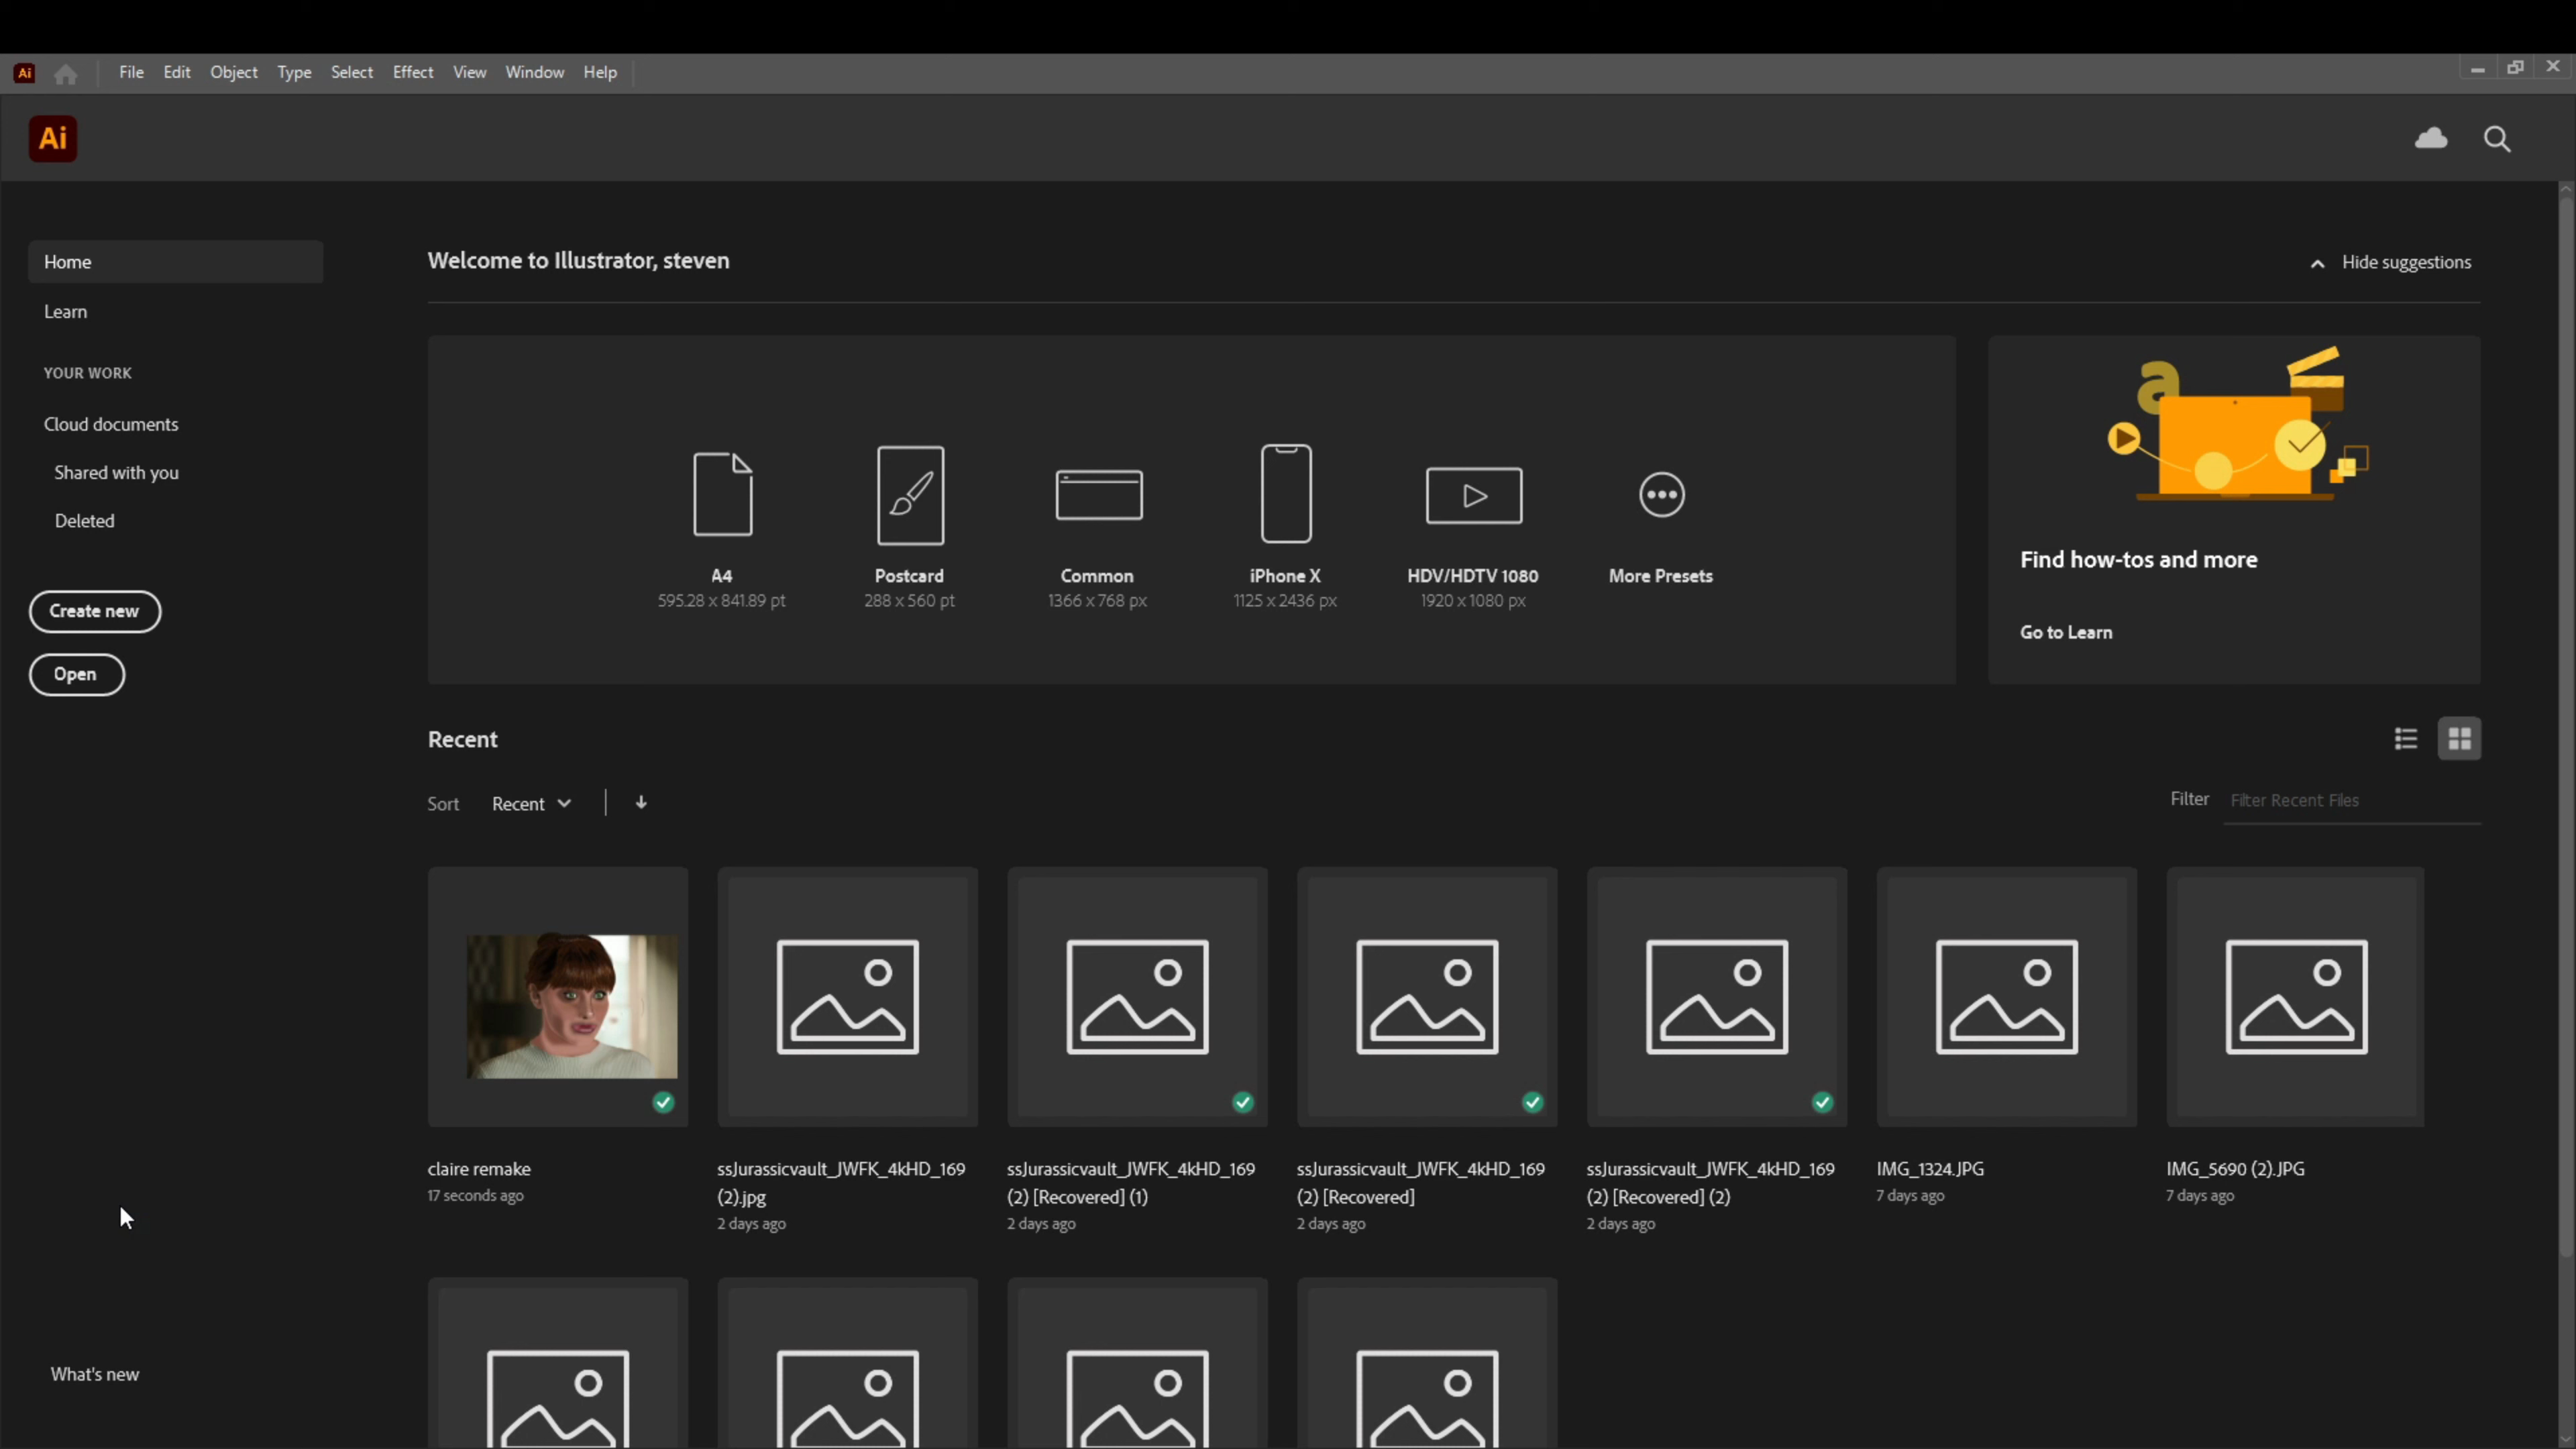 Ai File Edit Object Type Select Effect View Window Help
Ai
Home
Learn
YOUR WORK
Cloud documents
Shared with you
Deleted
Create new
Open
What's new
Welcome to Illustrator, steven
Hide suggestions
A4
595.28 x 841.89 pt
Postcard
288 x 560 pt
Common
1366 x 768 px
iPhone X
1125 x 2436 px
HDV/HDTV 1080
1920 x 1080 px
More Presets
a
Find how-tos and more
Go to Learn
Recent
Sort Recent
Filter Filter Recent Files
claire remake
17 seconds ago
ssJurassicvault_JWFK_4kHD_169
(2).jpg
2 days ago
ssJurassicvault_JWFK_4kHD_169
(2) [Recovered] (1)
2 days ago
ssJurassicvault_JWFK_4kHD_169
(2) [Recovered]
2 days ago
ssJurassicvault_JWFK_4kHD_169
(2) [Recovered] (2)
2 days ago
IMG_1324.JPG
7 days ago
IMG_5690 (2).JPG
7 days ago